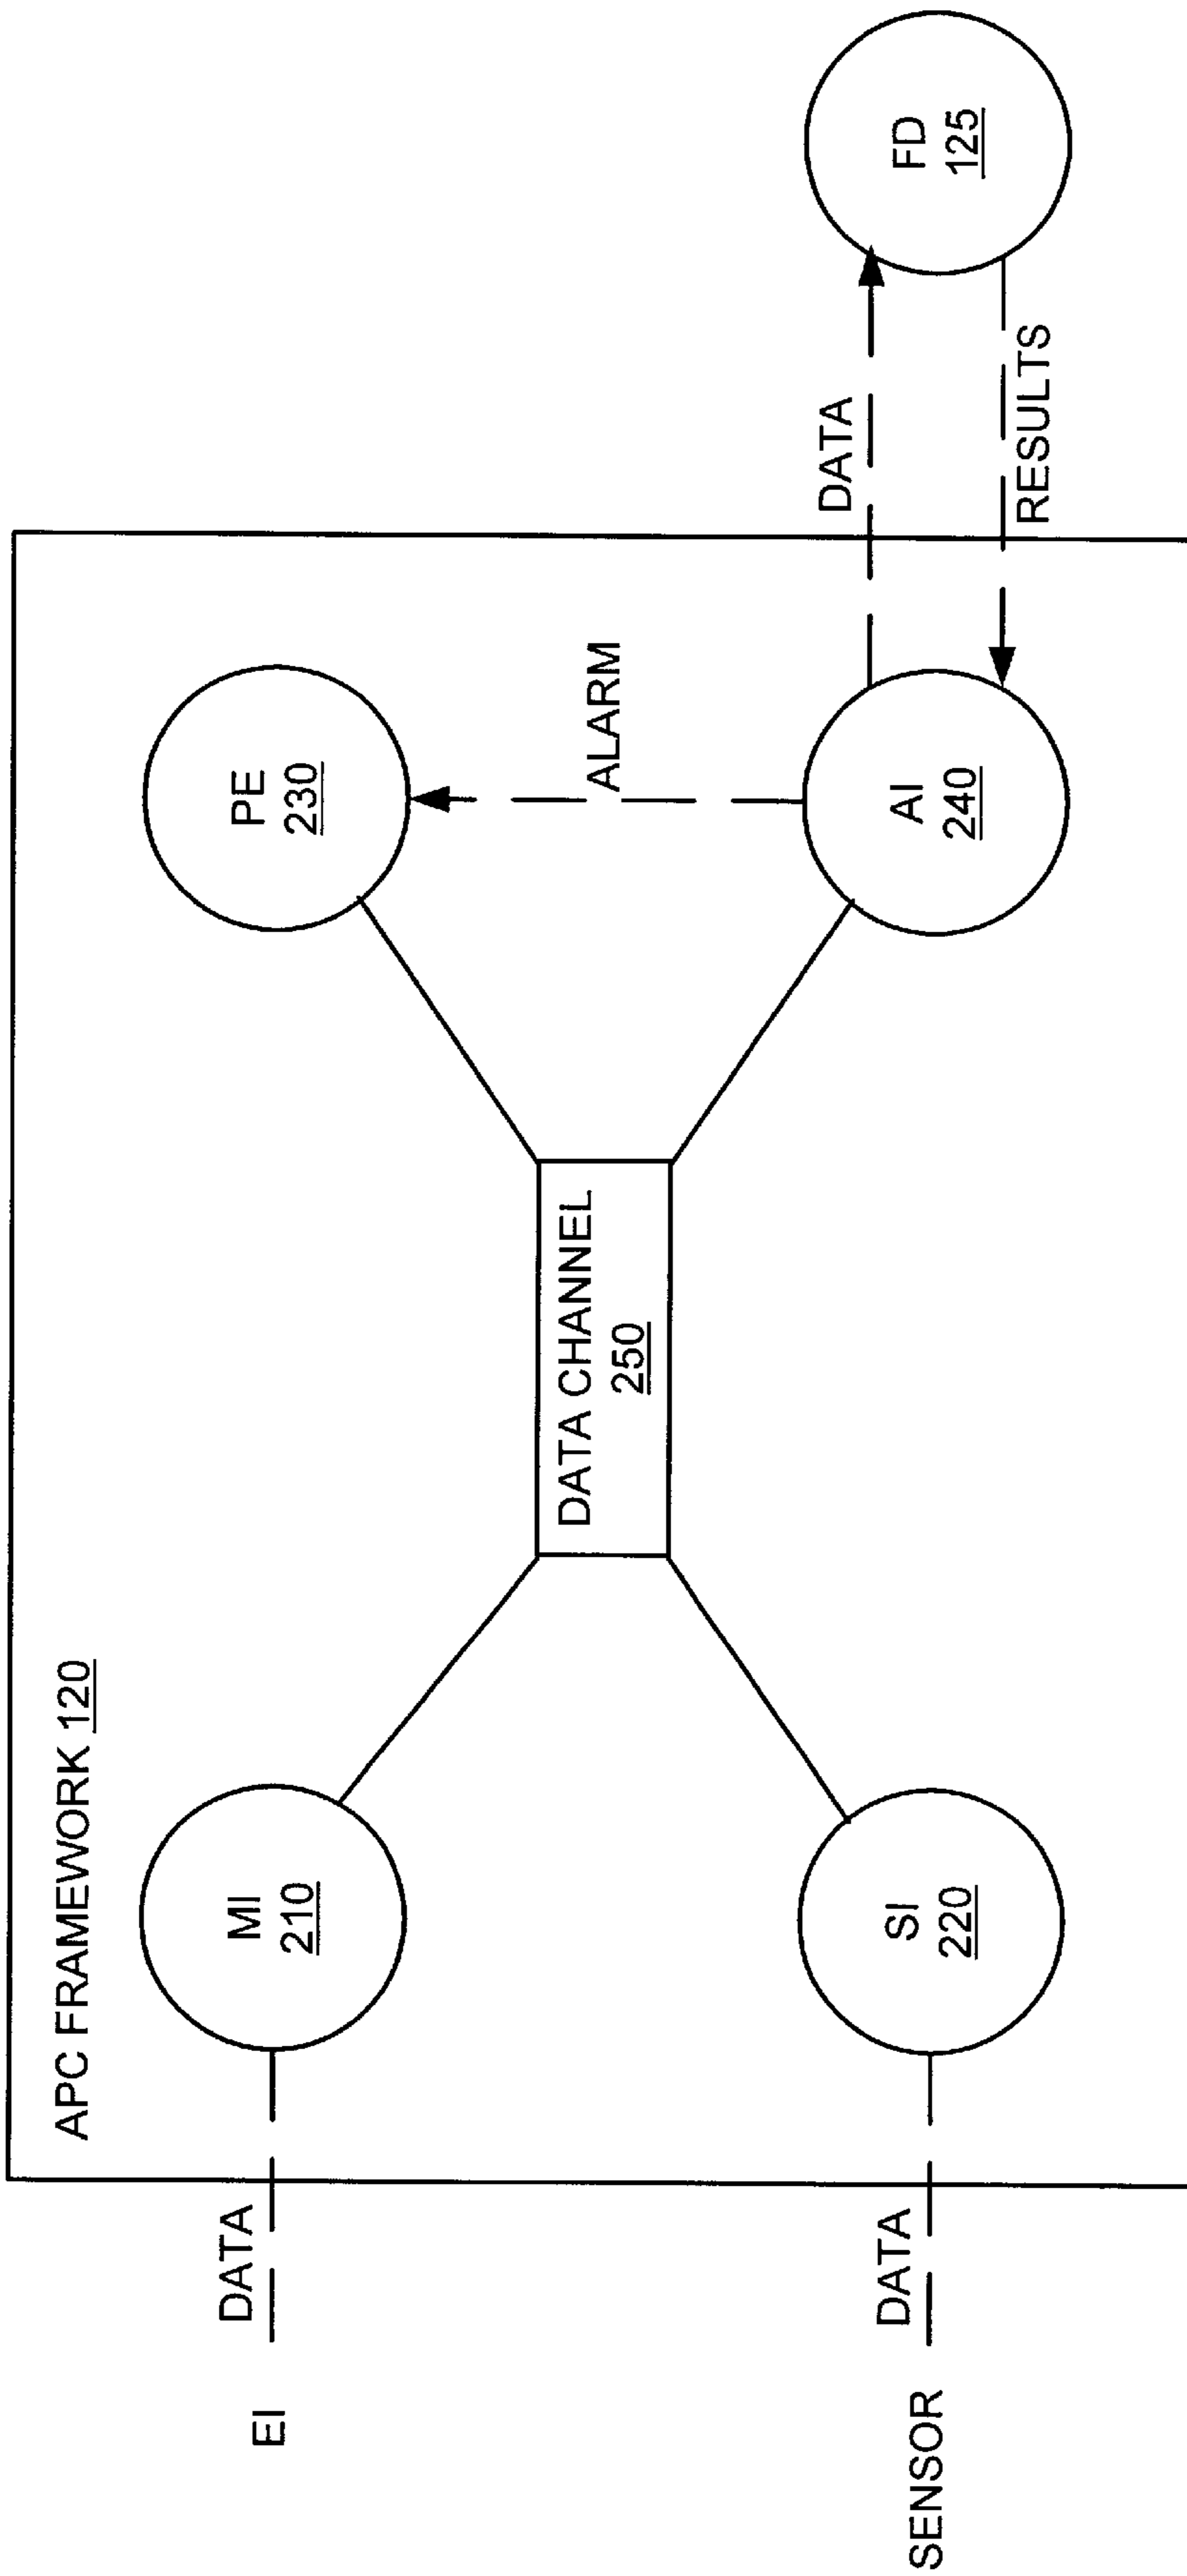 APC FRAMEWORK 120
EI
DATA
MI
210
PE
230
DATA CHANNEL
250
ALARM
SENSOR
DATA
SI
220
AI
240
DATA
RESULTS
FD
125